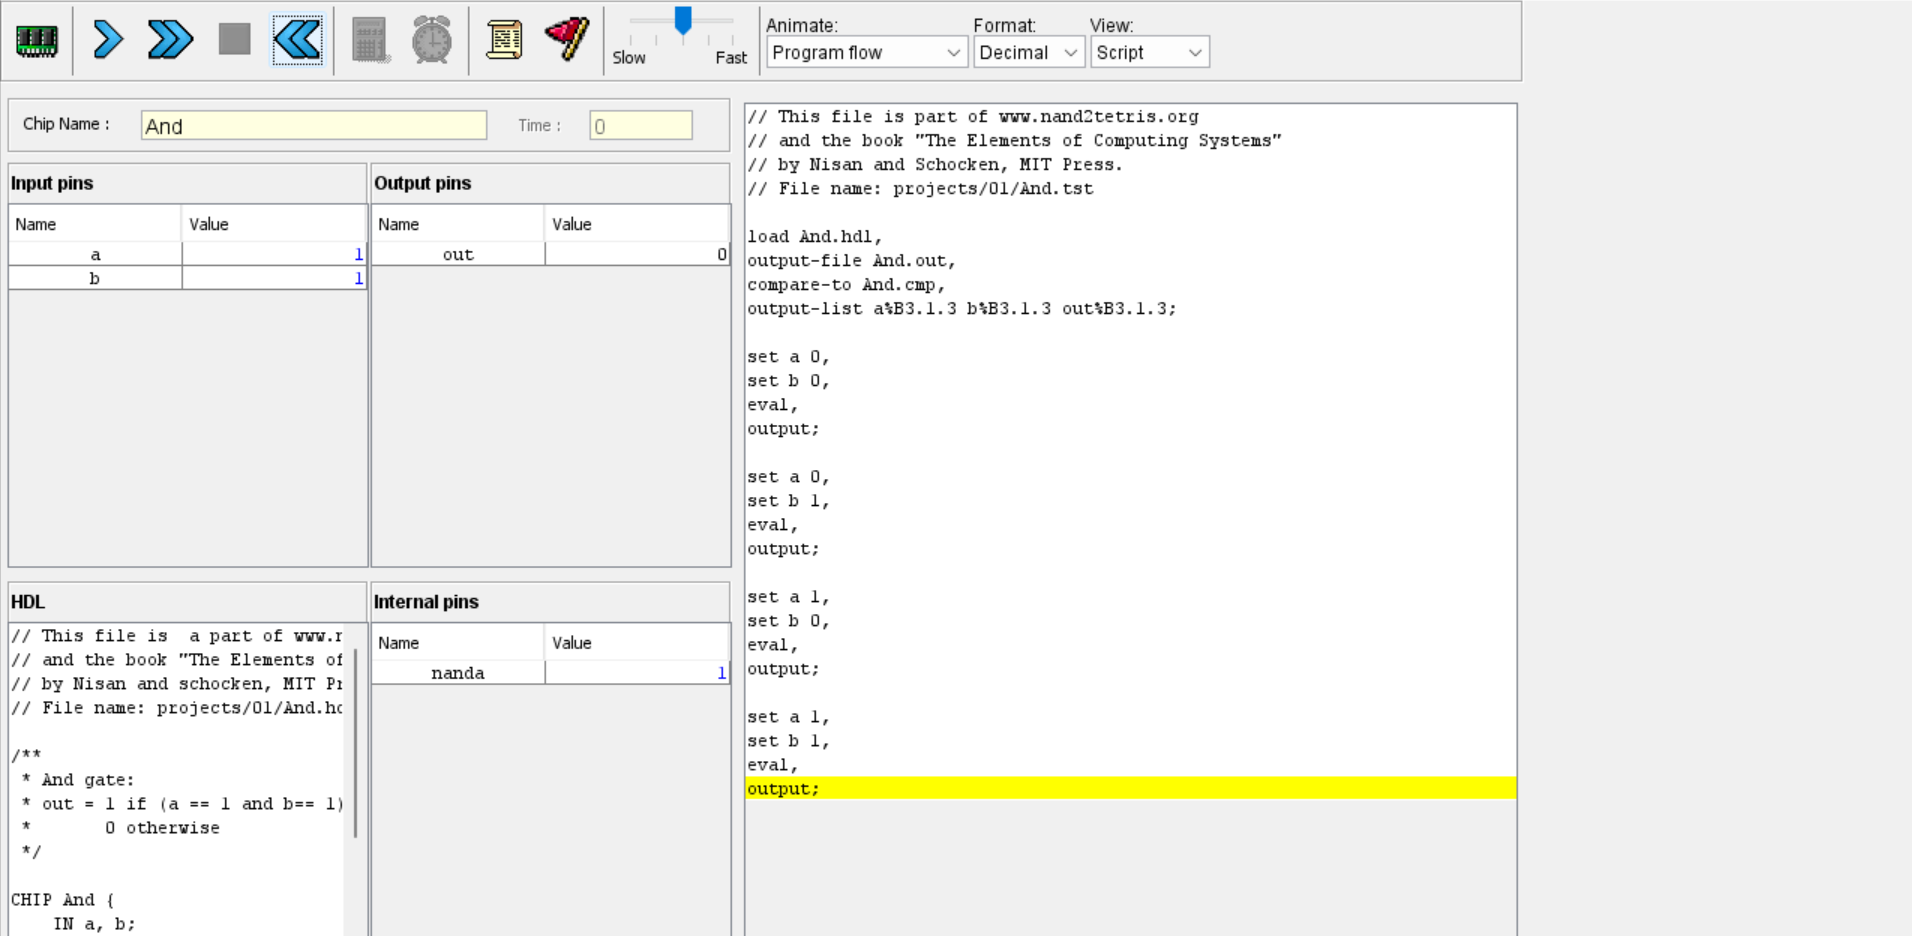 Slow
Fast
Animate:
Program flow
Format:
Decimal
View:
Script
Chip Name :
And
Time :
0
Input pins
Name Value
a 1
b 1
Output pins
Name Value
out 0
HDL
// This file is  a part of www.r
// and the book "The Elements of
// by Nisan and schocken, MIT Pr
// File name: projects/01/And.hd
/**
 * And gate:
 * out = 1 if (a == 1 and b== 1)
 *       0 otherwise
 */
CHIP And {
    IN a, b;
Internal pins
Name Value
nanda 1
// This file is part of www.nand2tetris.org
// and the book "The Elements of Computing Systems"
// by Nisan and Schocken, MIT Press.
// File name: projects/01/And.tst
load And.hdl,
output-file And.out,
compare-to And.cmp,
output-list a%B3.1.3 b%B3.1.3 out%B3.1.3;
set a 0,
set b 0,
eval,
output;
set a 0,
set b 1,
eval,
output;
set a 1,
set b 0,
eval,
output;
set a 1,
set b 1,
eval,
output;